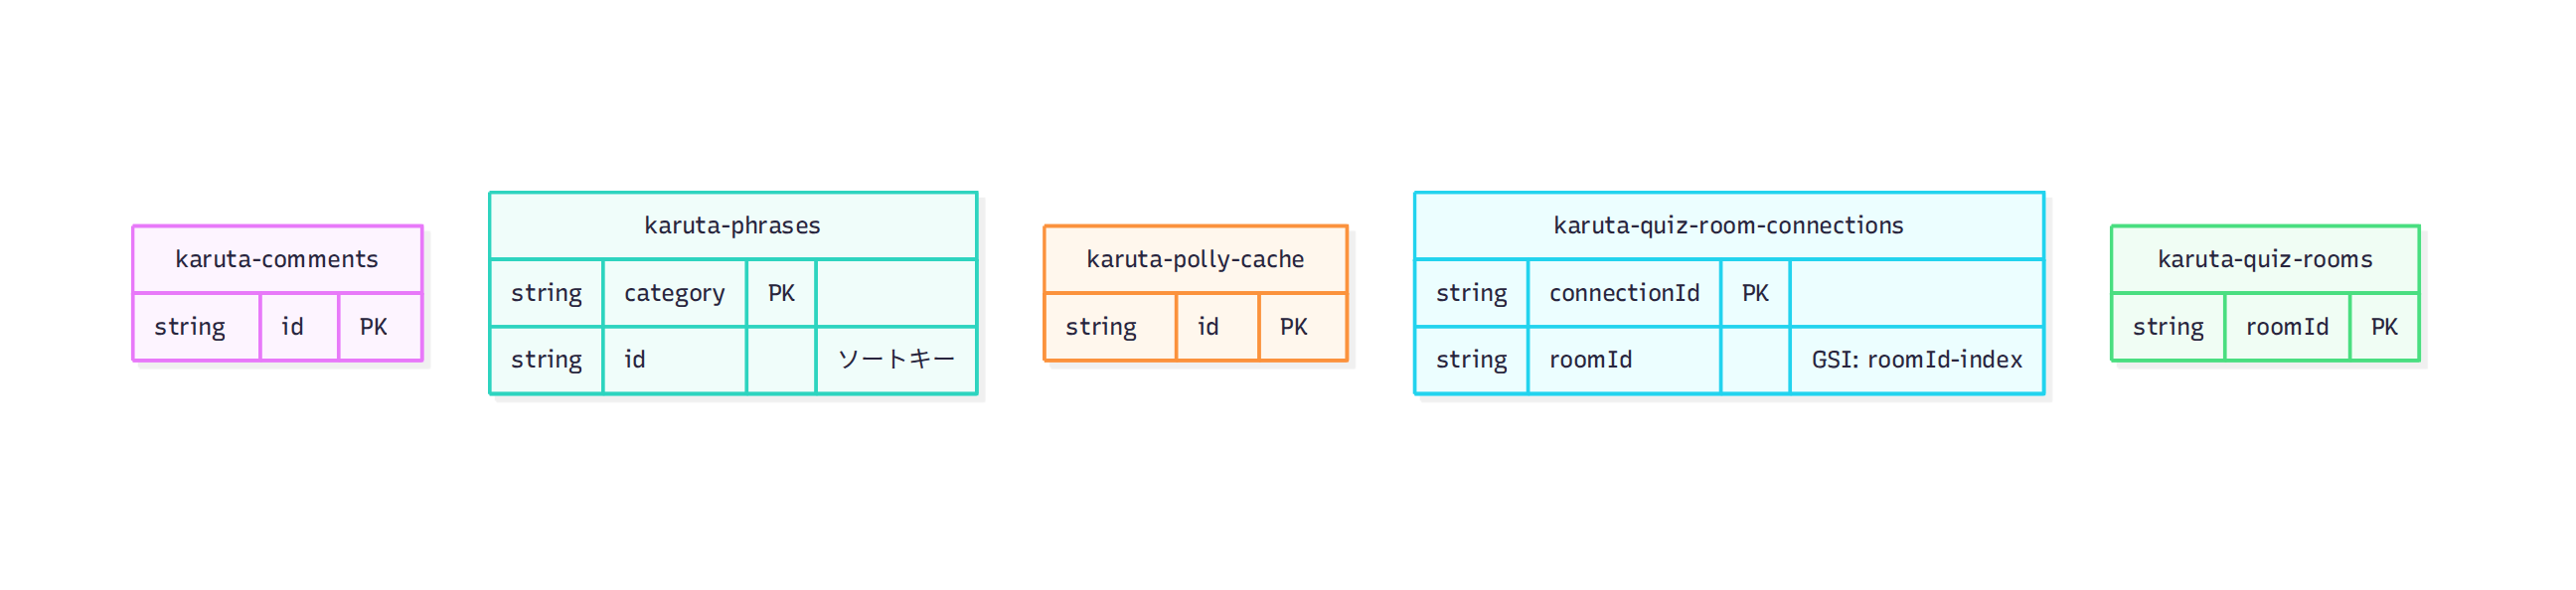 karuta-comments
string id PK
karuta-phrases
string category PK
string id ソートキー
karuta-polly-cache
string id PK
karuta-quiz-room-connections
string connectionId PK
string roomId GSI: roomId-index
karuta-quiz-rooms
string roomId PK